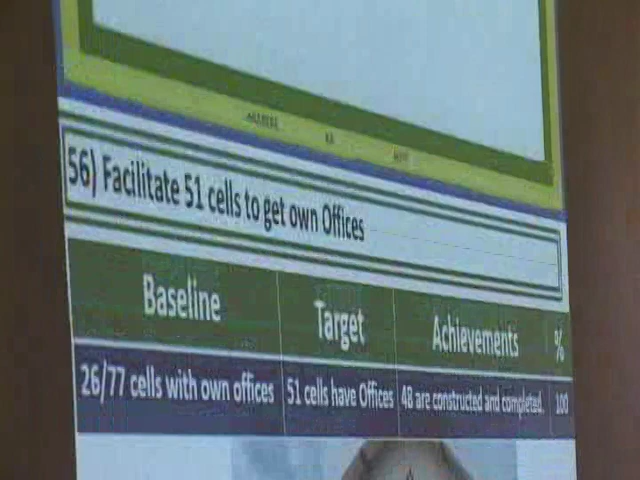 56) Facilitate 51 cells to get own Offices
Baseline Target Achievements %
26/77 cells with own offices 51 cells have Offices 48 are constructed and completed. 100